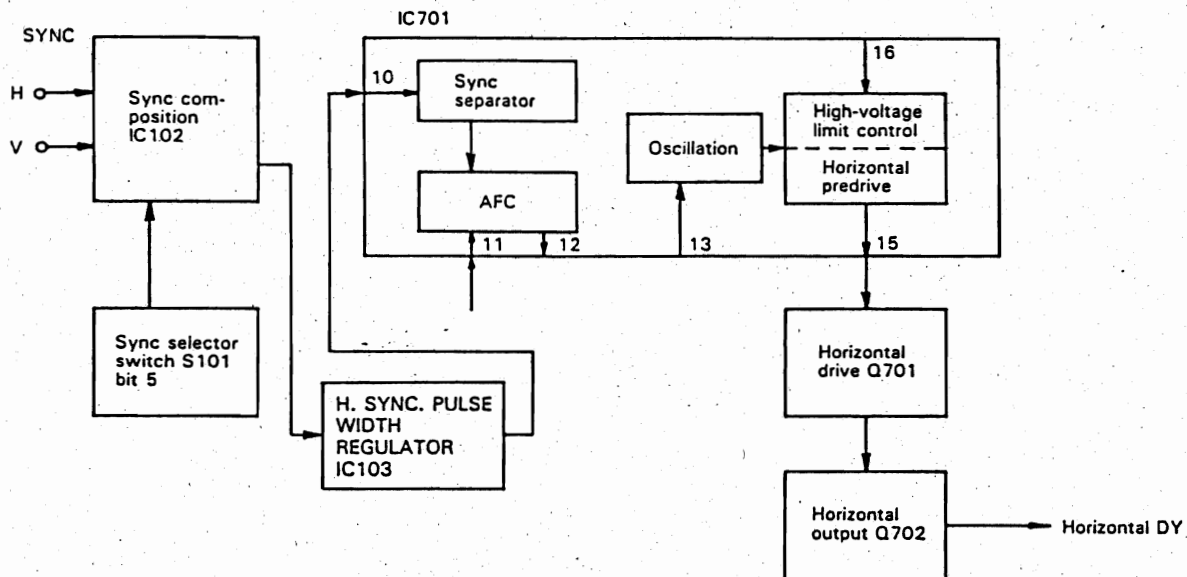 IC701
SYNC
H
V
Sync com-
position
IC102
10
Sync
separator
AFC
11
12
Oscillation
13
16
High-voltage
limit control
Horizontal
predrive
15
Sync selector
switch S101
bit 5
H. SYNC. PULSE
WIDTH
REGULATOR
IC103
Horizontal
drive Q701
Horizontal
output Q702
Horizontal DY